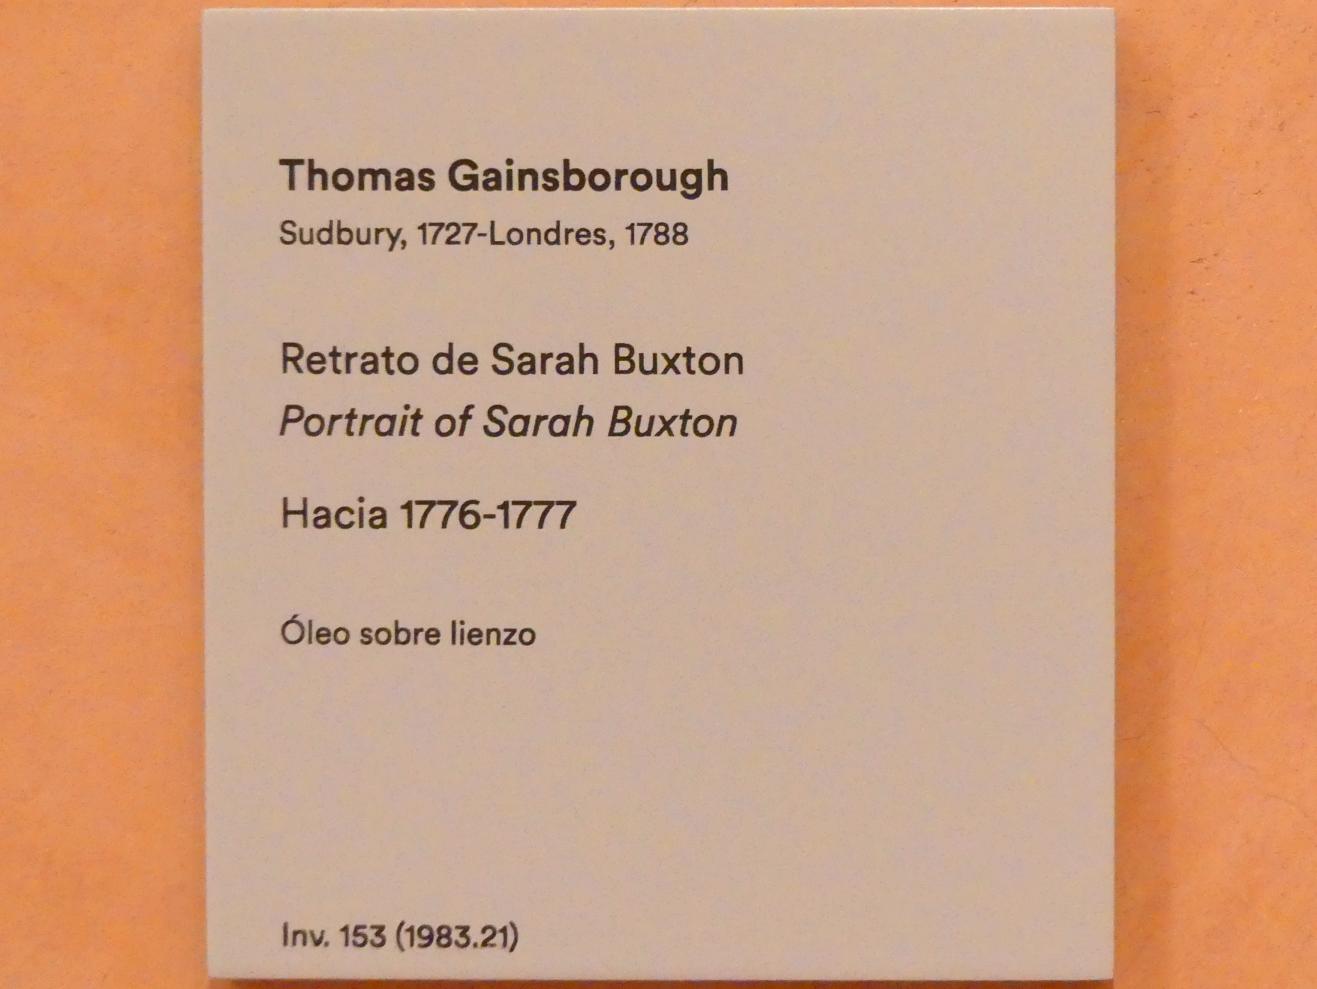 Thomas Gainsborough
Sudbury, 1727-Londres, 1788
Retrato de Sarah Buxton
Portrait of Sarah Buxton
Hacia 1776-1777
Óleo sobre lienzo
Inv. 153 (1983.21)